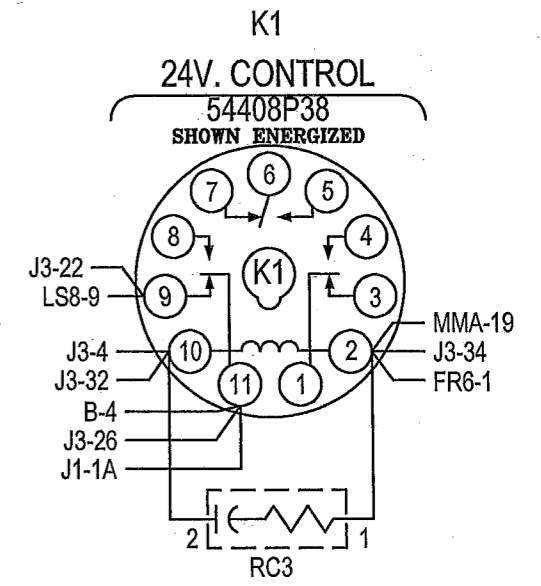 K1
24V. CONTROL
54408P38
SHOWN ENERGIZED
6
7 5
8 4
K1
J3-22
LS8-9 9 3
MMA-19
J3-4 10 2 J3-34
J3-32 11 1 FR6-1
B-4
J3-26
J1-1A
2 1
RC3